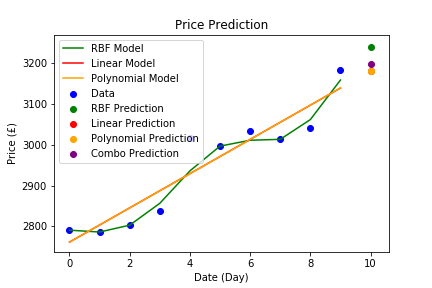 Price Prediction
RBF Model
Linear Model
Polynomial Model
Data
RBF Prediction
Linear Prediction
Polynomial Prediction
Combo Prediction
Price (£)
3200
3100
3000
2900
2800
0 2 4 6 8 10
Date (Day)